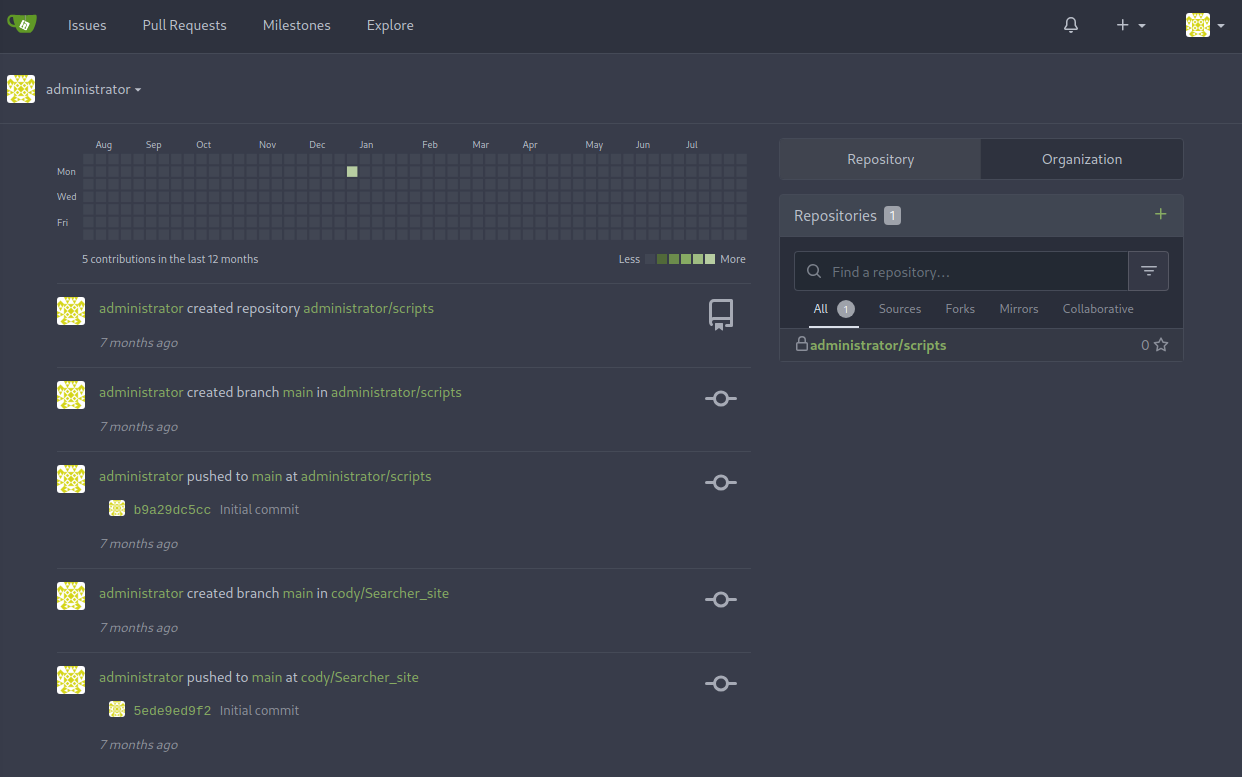 Issues Pull Requests Milestones Explore
administrator
Aug Sep Oct Nov Dec Jan Feb Mar Apr May Jun Jul
Mon
Wed
Fri
5 contributions in the last 12 months
Less More
administrator created repository administrator/scripts
7 months ago
administrator created branch main in administrator/scripts
7 months ago
administrator pushed to main at administrator/scripts
b9a29dc5cc Initial commit
7 months ago
administrator created branch main in cody/Searcher_site
7 months ago
administrator pushed to main at cody/Searcher_site
5ede9ed9f2 Initial commit
7 months ago
Repository Organization
Repositories 1
Find a repository...
All 1 Sources Forks Mirrors Collaborative
administrator/scripts 0